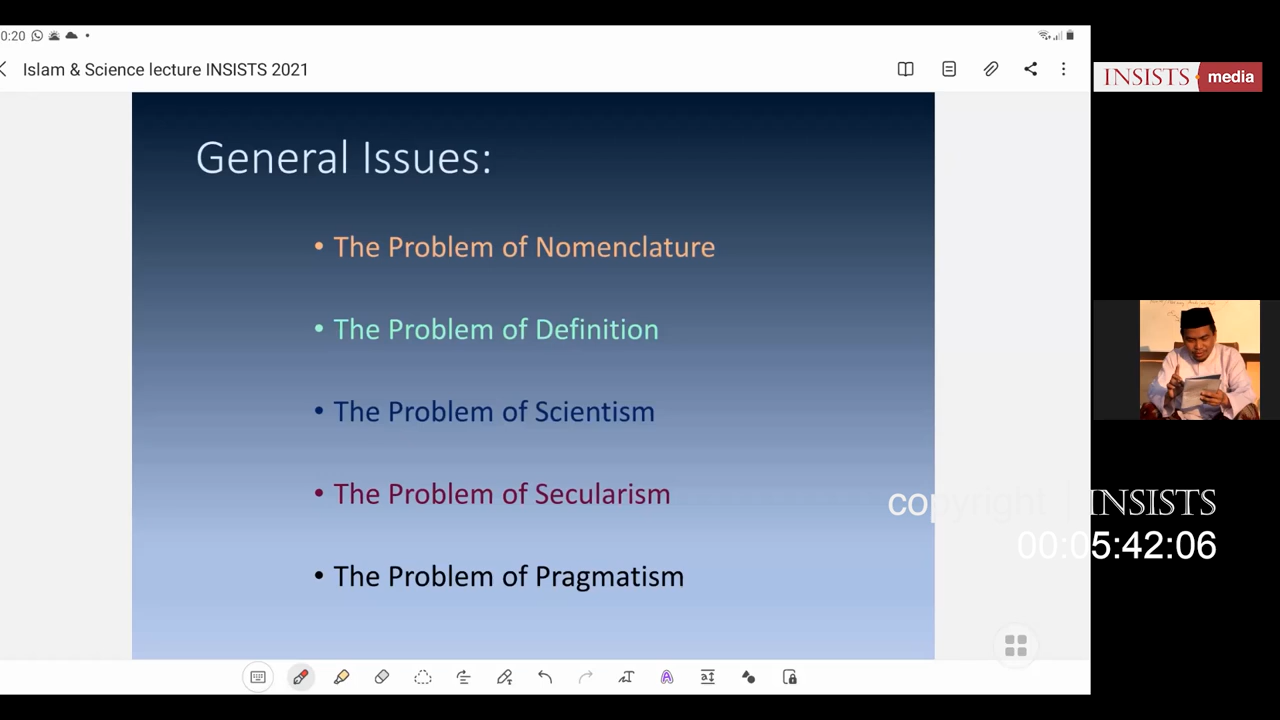 0:20
Islam & Science lecture INSISTS 2021
INSISTS media
General Issues:
• The Problem of Nomenclature
• The Problem of Definition
• The Problem of Scientism
• The Problem of Secularism
• The Problem of Pragmatism
copyright | INSISTS
00:05:42:06